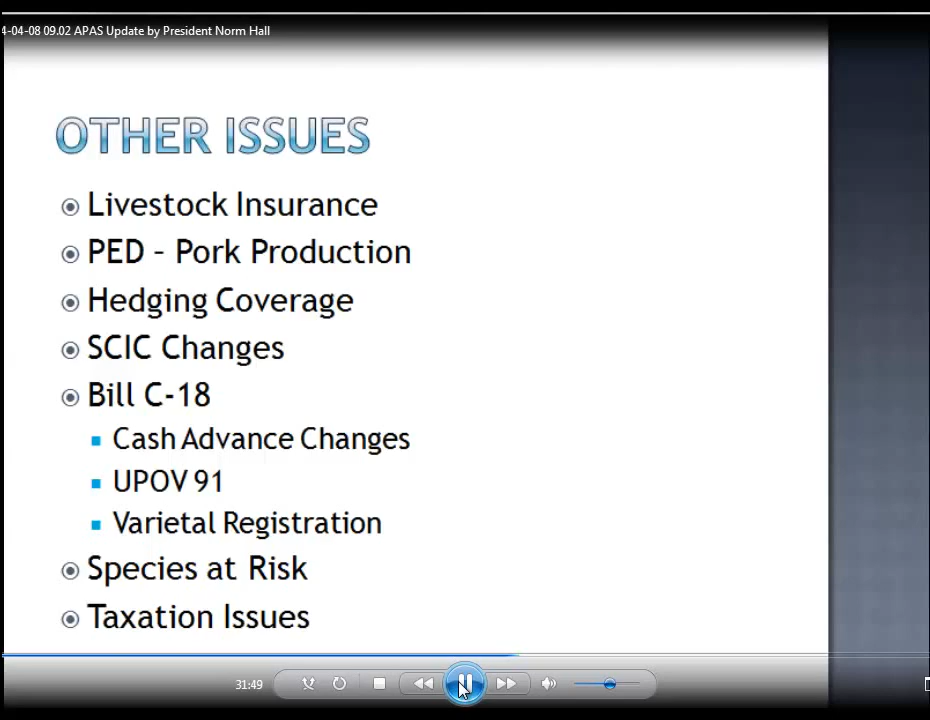 4-04-08 09.02 APAS Update by President Norm Hall
OTHER ISSUES
Livestock Insurance
PED – Pork Production
Hedging Coverage
SCIC Changes
Bill C-18
Cash Advance Changes
UPOV 91
Varietal Registration
Species at Risk
Taxation Issues
31:49